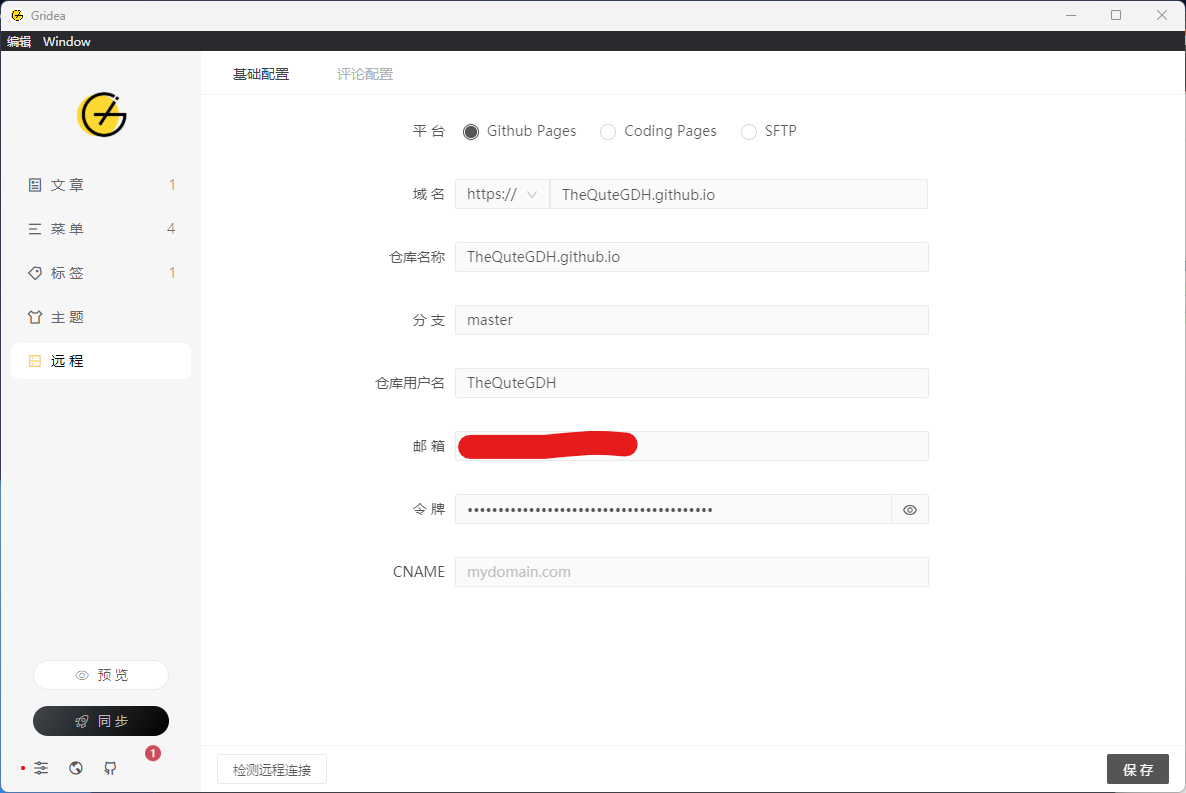 Gridea
编辑 Window
基础配置 评论配置
文章 1
菜单 4
标签 1
主题
远程
平台 Github Pages Coding Pages SFTP
域名 https:// TheQuteGDH.github.io
仓库名称 TheQuteGDH.github.io
分支 master
仓库用户名 TheQuteGDH
邮箱
令牌 ••••••••••••••••••••••••••••••••••••••••
CNAME mydomain.com
预览
同步
1
检测远程连接 保存